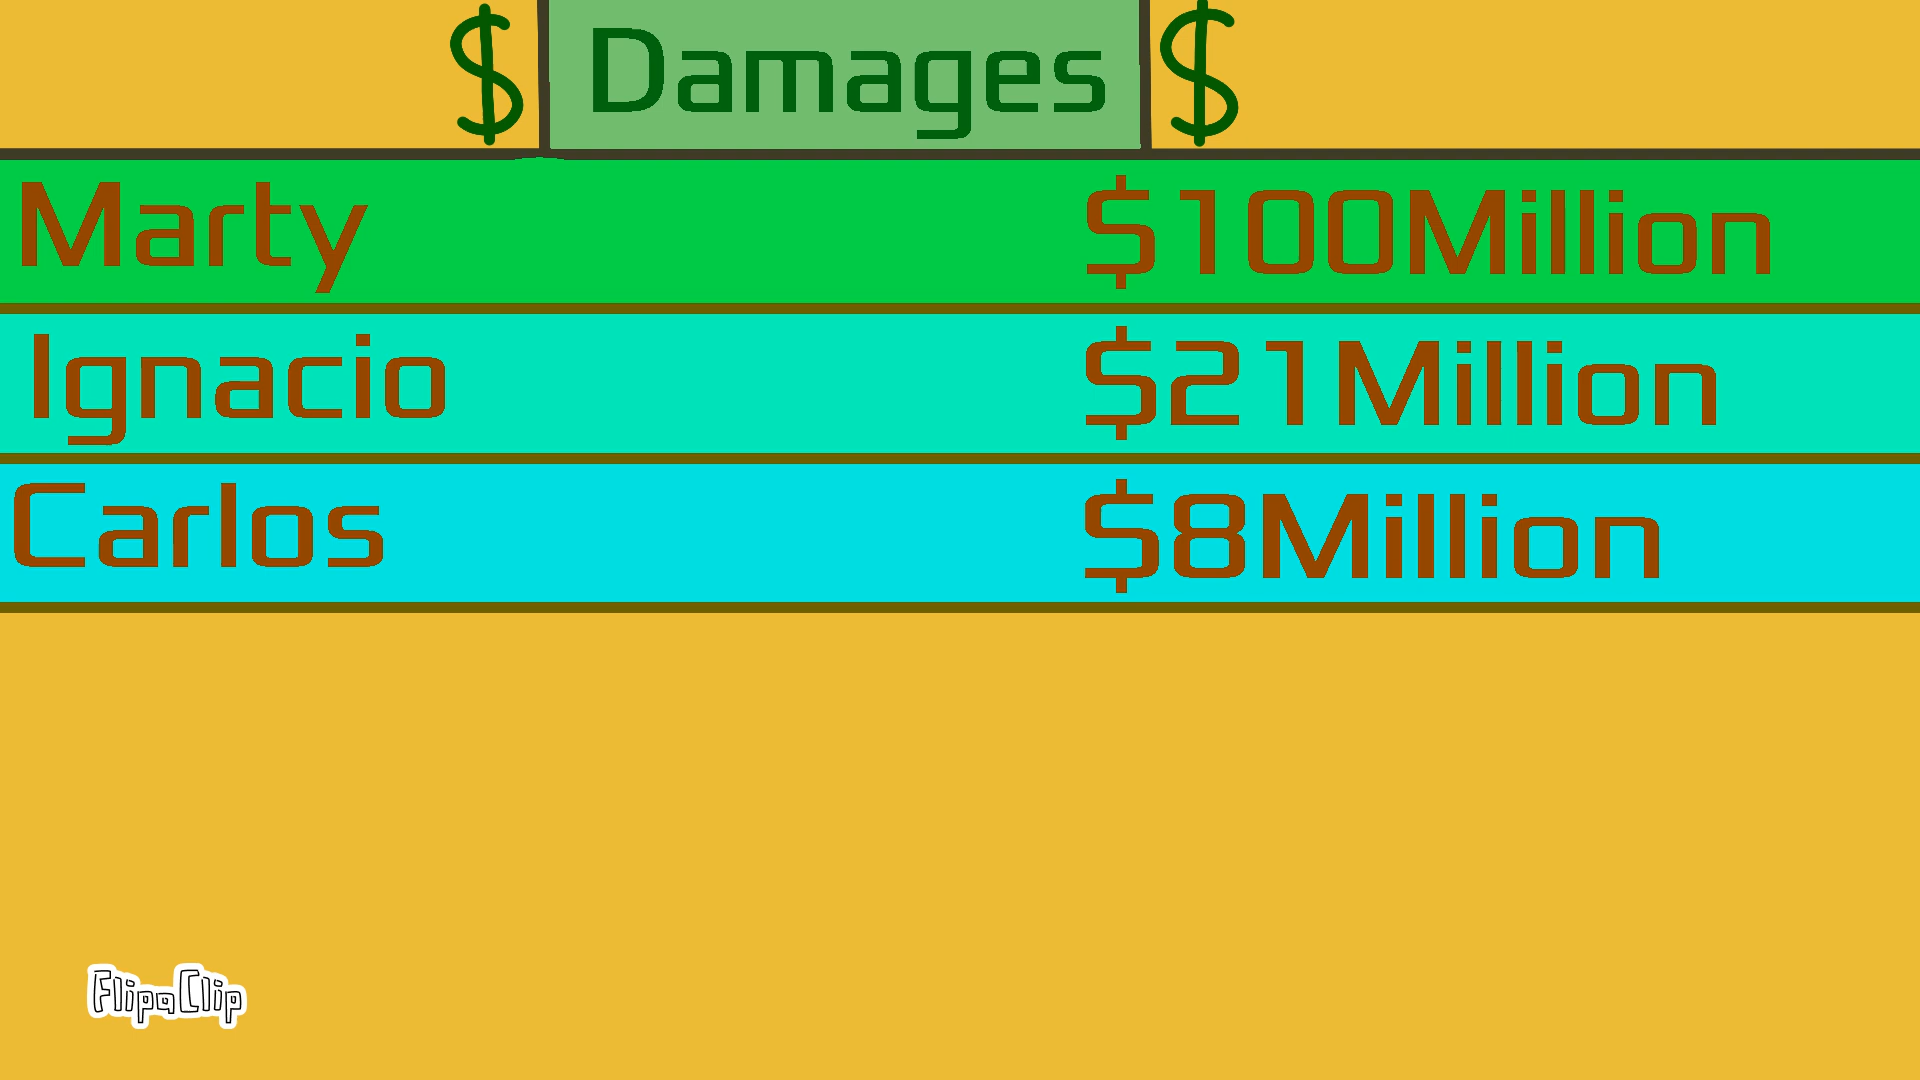 $ Damages $
Marty $100Million
Ignacio $21Million
Carlos $8Million
FlipaClip